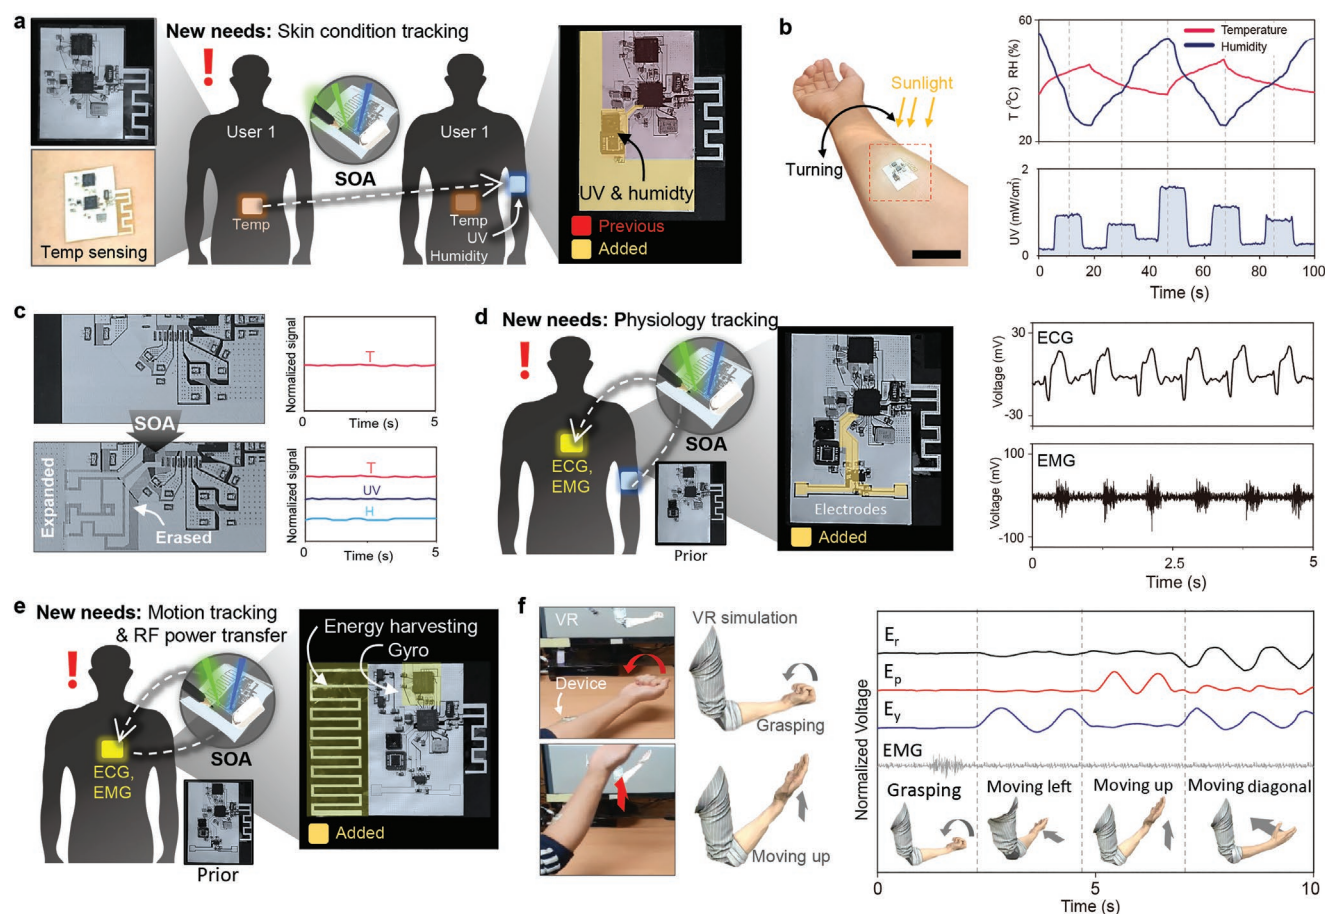 a
New needs: Skin condition tracking
!
User 1
User 1
SOA
Temp
Temp
UV
Humidity
Temp sensing
UV & humidty
Previous
Added
b
Sunlight
Turning
T (°C) RH (%)
60
20
Temperature
Humidity
UV (mW/cm²)
2
1
0
0 20 40 60 80 100
Time (s)
c
SOA
Expanded
Erased
Normalized signal
T
0 5
Time (s)
Normalized signal
T
UV
H
0 5
Time (s)
d
New needs: Physiology tracking
!
SOA
ECG,
EMG
Prior
Electrodes
Added
Voltage (mV)
30
-30
ECG
Voltage (mV)
100
-100
EMG
0 2.5 5
Time (s)
e
New needs: Motion tracking
& RF power transfer
!
SOA
ECG,
EMG
Prior
Energy harvesting
Gyro
Added
f
VR
Device
VR simulation
Grasping
Moving up
Normalized Voltage
Er
Ep
Ey
EMG
Grasping
Moving left
Moving up
Moving diagonal
0 5 10
Time (s)